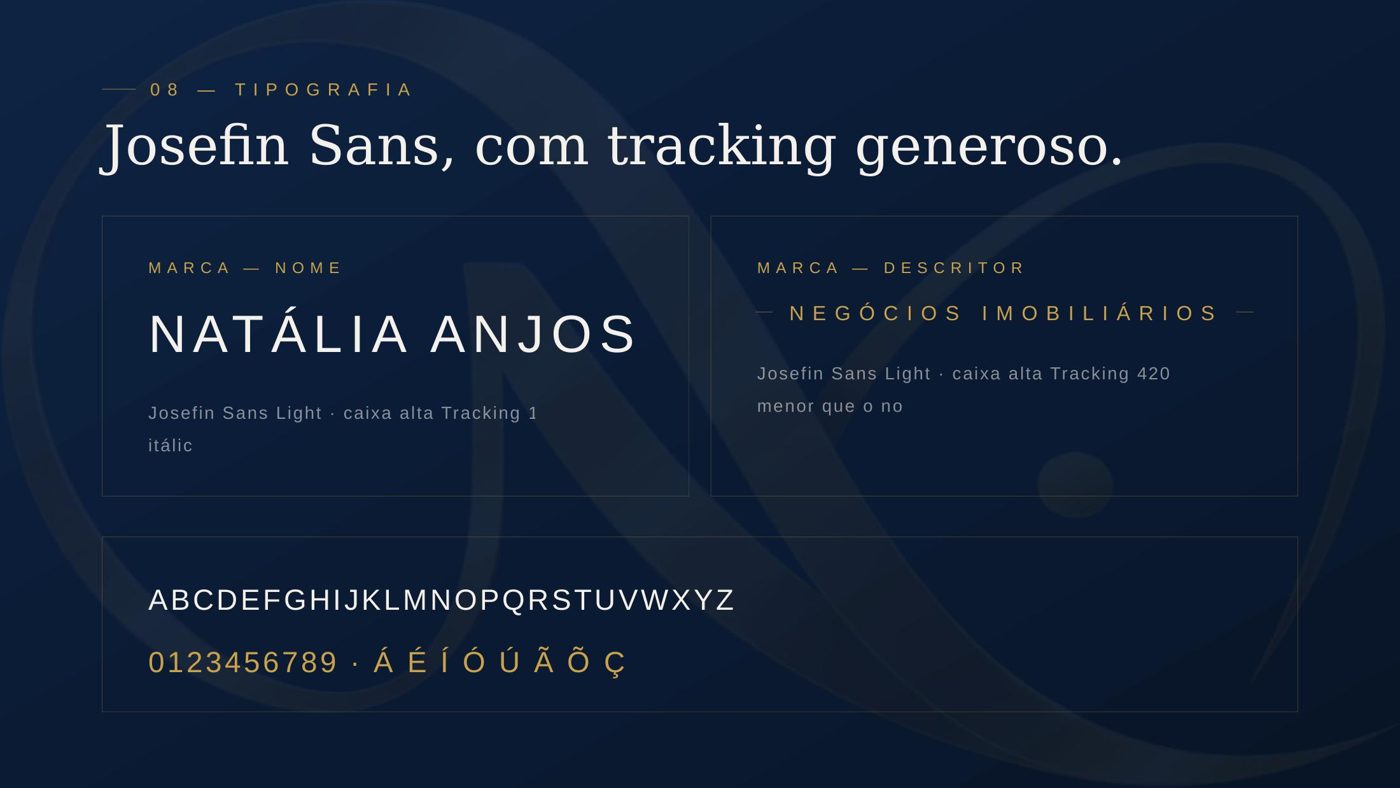 08 — TIPOGRAFIA
Josefin Sans, com tracking generoso.
MARCA — NOME
NATÁLIA ANJOS
Josefin Sans Light · caixa alta Tracking 1
itálic
MARCA — DESCRITOR
— NEGÓCIOS IMOBILIÁRIOS —
Josefin Sans Light · caixa alta Tracking 420
menor que o no
ABCDEFGHIJKLMNOPQRSTUVWXYZ
0123456789 · Á É Í Ó Ú Ã Õ Ç